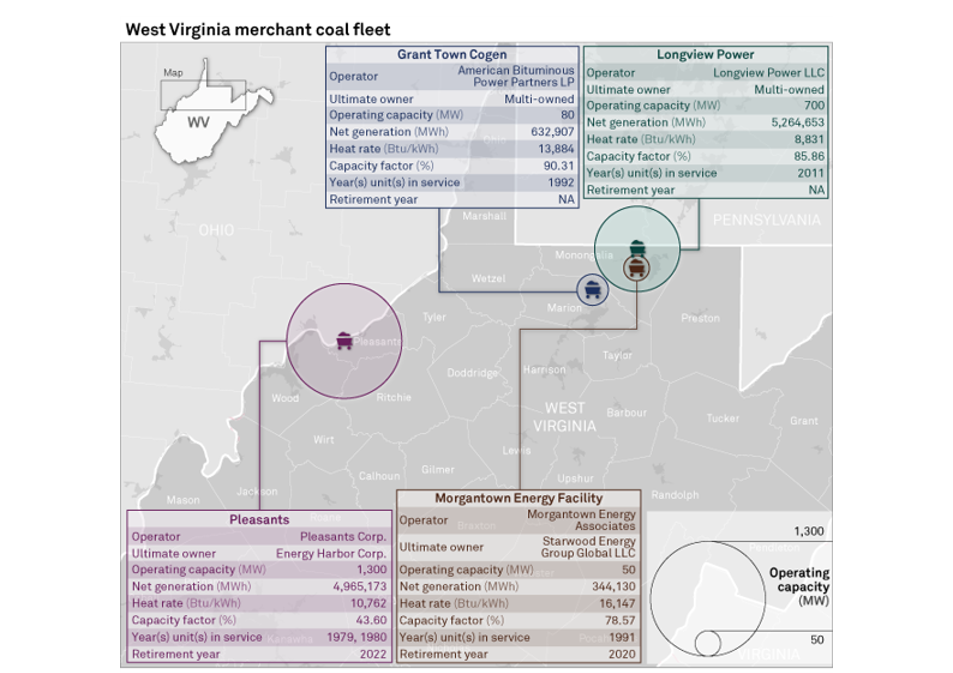 West Virginia merchant coal fleet
Map
WV
Grant Town Cogen
Operator American Bituminous
Power Partners LP
Ultimate owner Multi-owned
Operating capacity (MW) 80
Net generation (MWh) 632,907
Heat rate (Btu/kWh) 13,884
Capacity factor (%) 90.31
Year(s) unit(s) in service 1992
Retirement year NA
Longview Power
Operator Longview Power LLC
Ultimate owner Multi-owned
Operating capacity (MW) 700
Net generation (MWh) 5,264,653
Heat rate (Btu/kWh) 8,831
Capacity factor (%) 85.86
Year(s) unit(s) in service 2011
Retirement year NA
Ohio
Marshall
PENNSYLVANIA
OHIO
Monongalia
Wetzel
Marion
Tyler
Preston
Pleasants
Taylor
Doddridge
Harrison
Wood
Ritchie
WEST
VIRGINIA
Barbour
Tucker
Grant
Wirt
Lewis
Gilmer
Calhoun
Upshur
Randolph
Jackson
Mason
Roane
Braxton
Pendleton
Kanawha
VIRGINIA
Pleasants
Operator Pleasants Corp.
Ultimate owner Energy Harbor Corp.
Operating capacity (MW) 1,300
Net generation (MWh) 4,965,173
Heat rate (Btu/kWh) 10,762
Capacity factor (%) 43.60
Year(s) unit(s) in service 1979, 1980
Retirement year 2022
Morgantown Energy Facility
Operator Morgantown Energy
Associates
Ultimate owner Starwood Energy
Group Global LLC
Operating capacity (MW) 50
Net generation (MWh) 344,130
Heat rate (Btu/kWh) 16,147
Capacity factor (%) 78.57
Year(s) unit(s) in service 1991
Retirement year 2020
1,300
Operating
capacity
(MW)
50